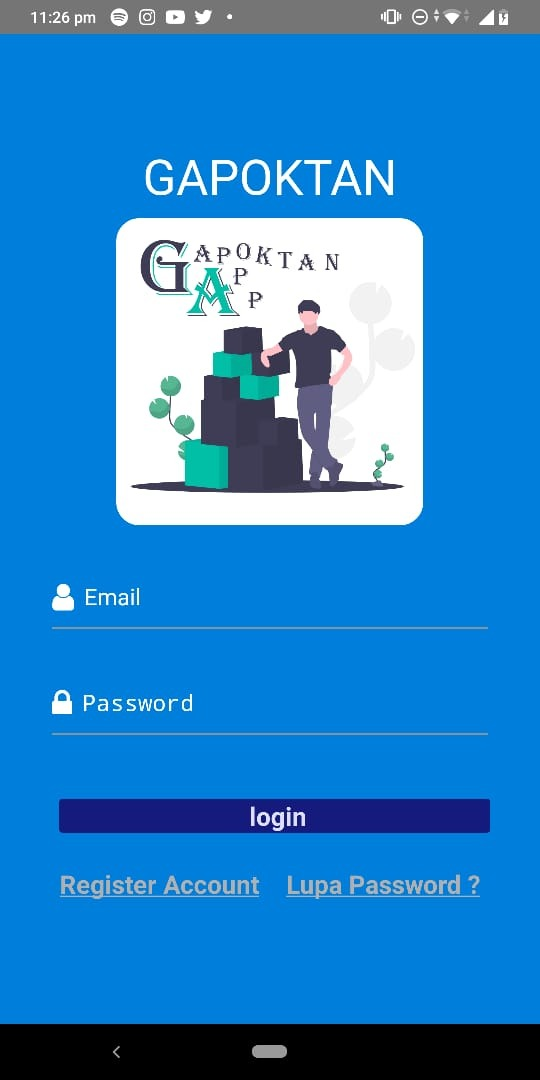 11:26 pm
GAPOKTAN
GAPOKTAN
APP
Email
Password
login
Register Account Lupa Password ?